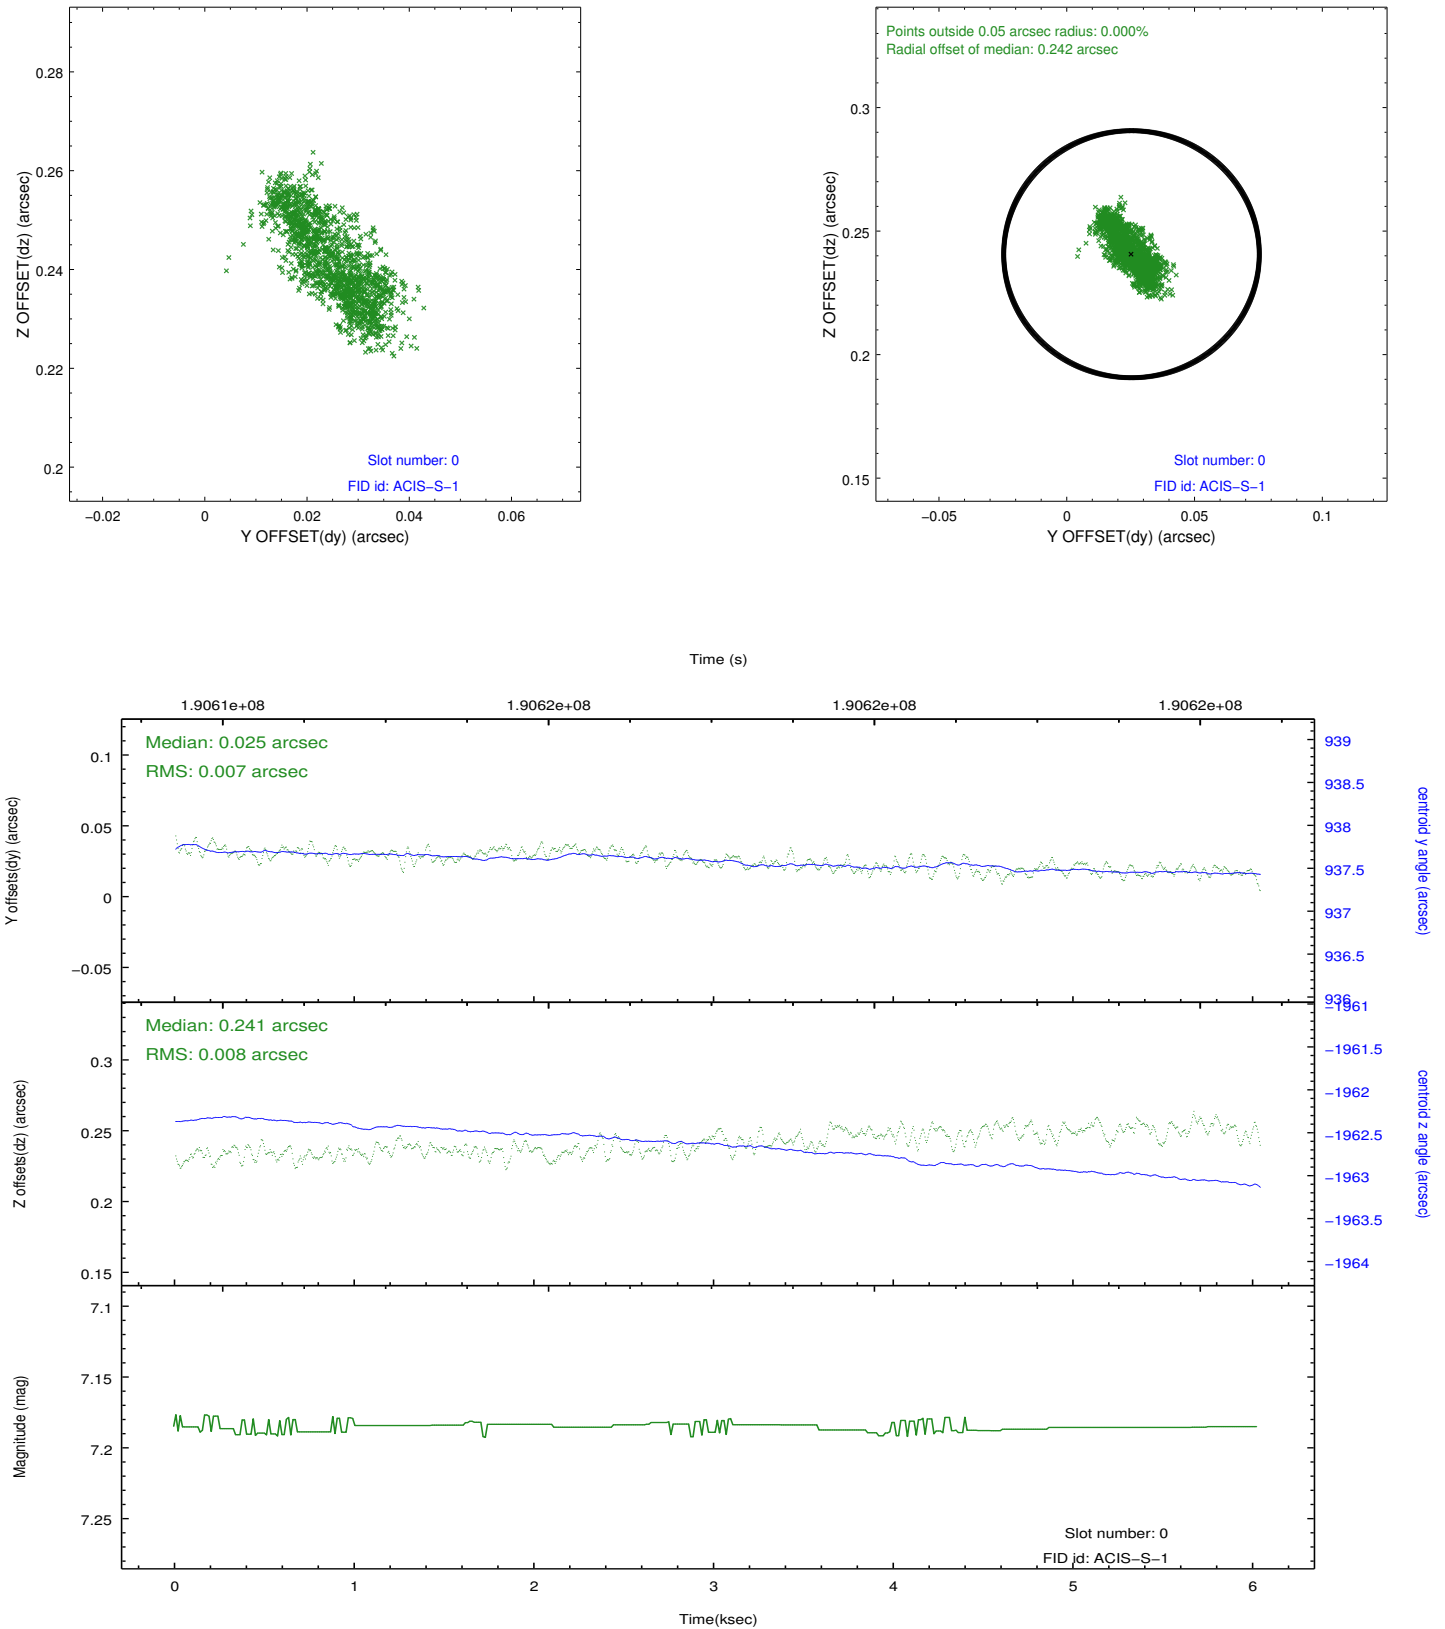 0.28
0.26
0.24
0.22
0.2
Z OFFSET(dz) (arcsec)
Slot number: 0
FID id: ACIS−S−1
−0.02
0
0.02
0.04
0.06
Y OFFSET(dy) (arcsec)
Points outside 0.05 arcsec radius: 0.000%
Radial offset of median: 0.242 arcsec
0.3
0.25
0.2
0.15
Z OFFSET(dz) (arcsec)
Slot number: 0
FID id: ACIS−S−1
−0.05
0
0.05
0.1
Y OFFSET(dy) (arcsec)
Time (s)
1.9061e+08
1.9062e+08
1.9062e+08
1.9062e+08
Median: 0.025 arcsec
RMS: 0.007 arcsec
0.1
0.05
0
−0.05
Y offsets(dy) (arcsec)
939
938.5
938
937.5
937
936.5
936
centroid y angle (arcsec)
Median: 0.241 arcsec
RMS: 0.008 arcsec
0.3
0.25
0.2
0.15
Z offsets(dz) (arcsec)
−1961
−1961.5
−1962
−1962.5
−1963
−1963.5
−1964
centroid z angle (arcsec)
7.1
7.15
7.2
7.25
Magnitude (mag)
Slot number: 0
FID id: ACIS−S−1
0
1
2
3
4
5
6
Time(ksec)